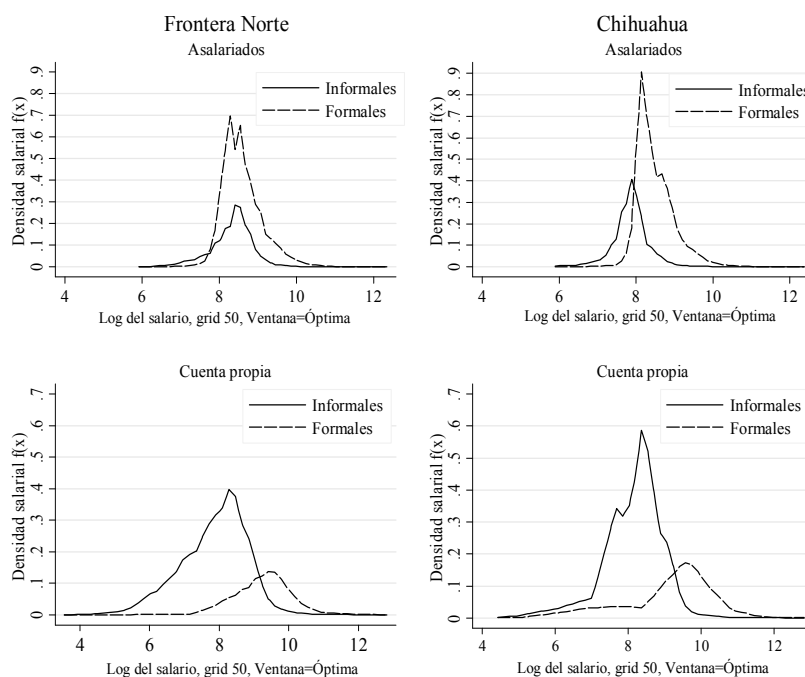 Frontera Norte
Asalariados
Densidad salarial f(x)
0 .1 .2 .3 .4 .5 .6 .7 .8 .9
Informales
Formales
4 6 8 10 12
Log del salario, grid 50, Ventana=Óptima
Chihuahua
Asalariados
Densidad salarial f(x)
0 .1 .2 .3 .4 .5 .6 .7 .8 .9
Informales
Formales
4 6 8 10 12
Log del salario, grid 50, Ventana=Óptima
Cuenta propia
Densidad salarial f(x)
0 .1 .2 .3 .4 .5 .6 .7
Informales
Formales
4 6 8 10 12
Log del salario, grid 50, Ventana=Óptima
Cuenta propia
Densidad salarial f(x)
0 .1 .2 .3 .4 .5 .6 .7
Informales
Formales
4 6 8 10 12
Log del salario, grid 50, Ventana=Óptima